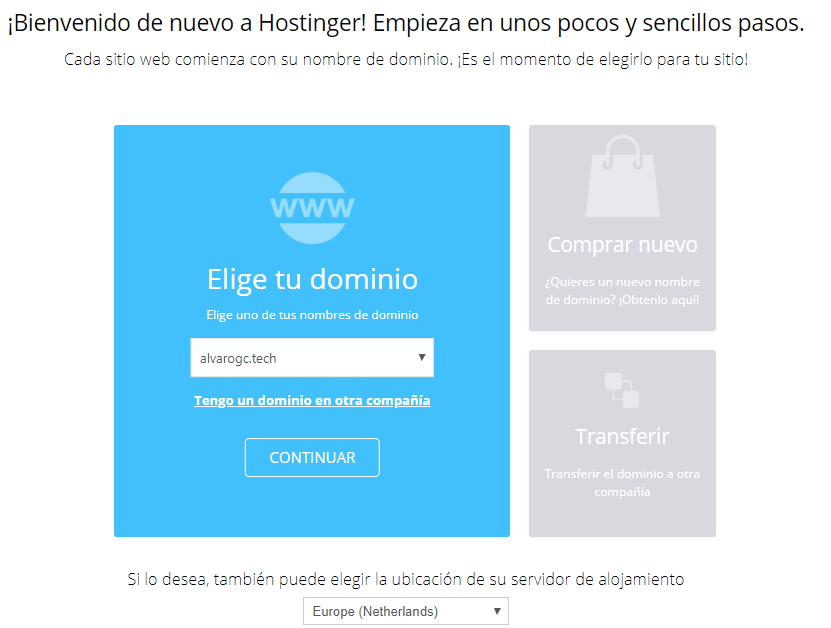 ¡Bienvenido de nuevo a Hostinger! Empieza en unos pocos y sencillos pasos.
Cada sitio web comienza con su nombre de dominio. ¡Es el momento de elegirlo para tu sitio!
www
Elige tu dominio
Elige uno de tus nombres de dominio
alvarogc.tech
Tengo un dominio en otra compañía
CONTINUAR
Comprar nuevo
¿Quieres un nuevo nombre
de dominio? ¡Obtenlo aquí!
Transferir
Transferir el dominio a otra
compañía
Si lo desea, también puede elegir la ubicación de su servidor de alojamiento
Europe (Netherlands)